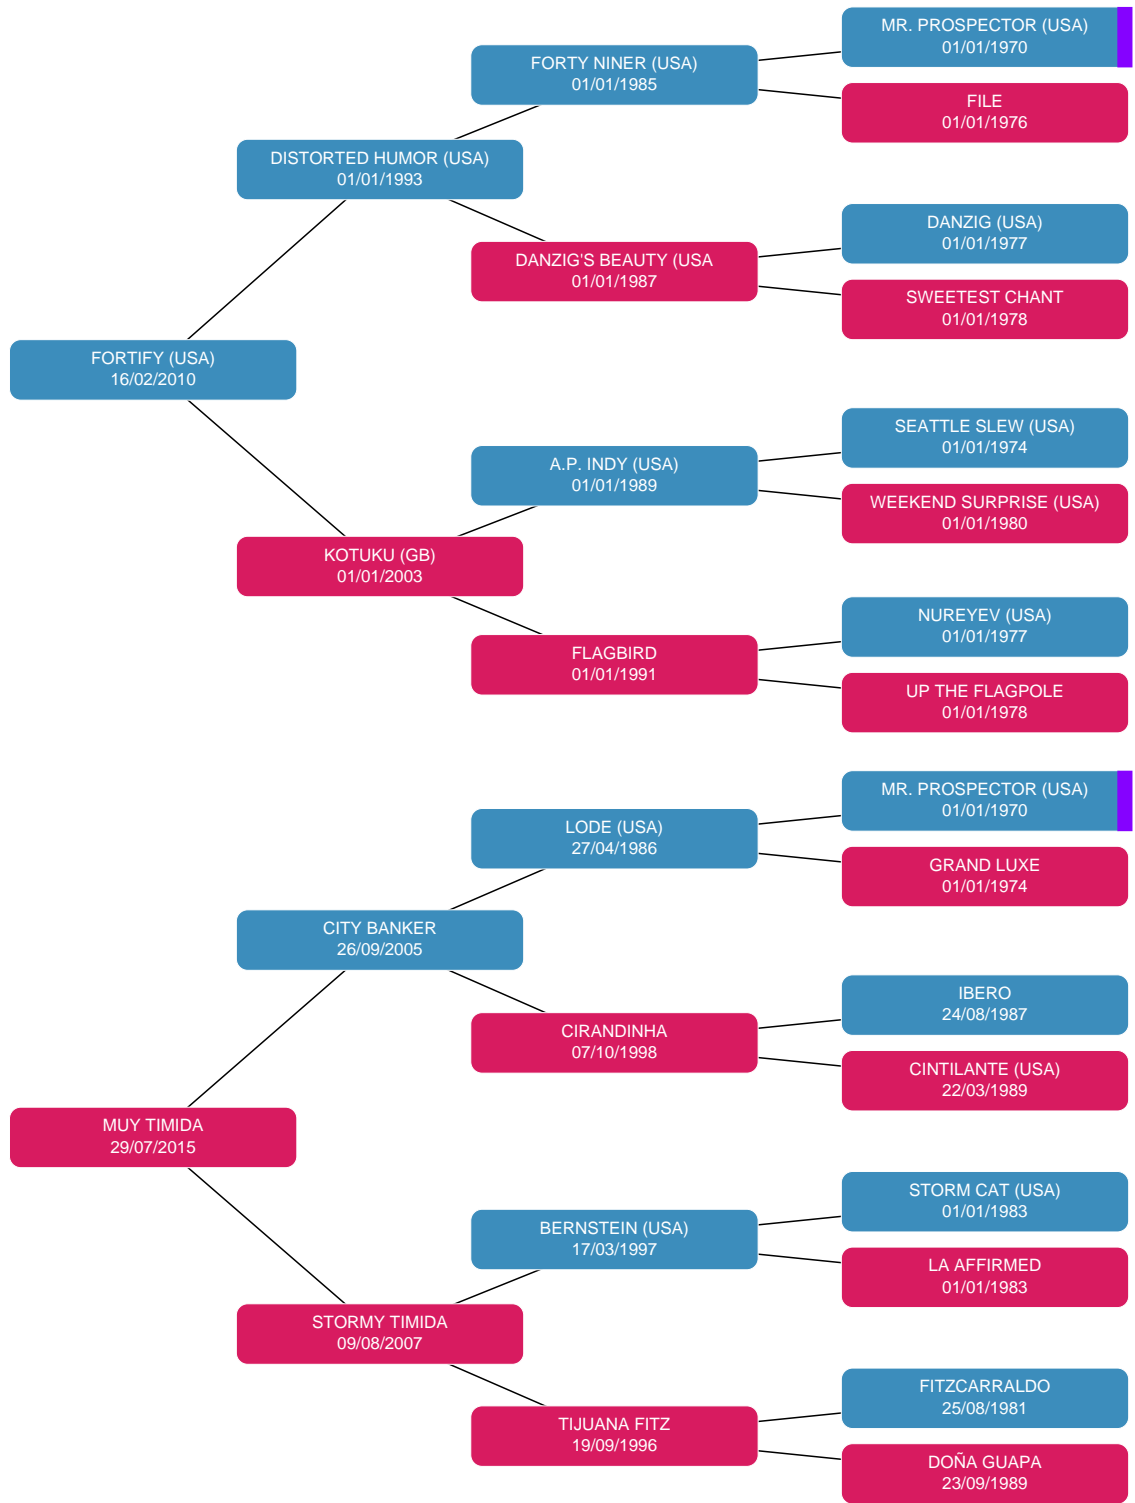 MR. PROSPECTOR (USA)
01/01/1970
FORTY NINER (USA)
01/01/1985
FILE
01/01/1976
DISTORTED HUMOR (USA)
01/01/1993
DANZIG (USA)
01/01/1977
DANZIG'S BEAUTY (USA
01/01/1987
SWEETEST CHANT
01/01/1978
FORTIFY (USA)
16/02/2010
SEATTLE SLEW (USA)
01/01/1974
A.P. INDY (USA)
01/01/1989
WEEKEND SURPRISE (USA)
01/01/1980
KOTUKU (GB)
01/01/2003
NUREYEV (USA)
01/01/1977
FLAGBIRD
01/01/1991
UP THE FLAGPOLE
01/01/1978
MR. PROSPECTOR (USA)
01/01/1970
LODE (USA)
27/04/1986
GRAND LUXE
01/01/1974
CITY BANKER
26/09/2005
IBERO
24/08/1987
CIRANDINHA
07/10/1998
CINTILANTE (USA)
22/03/1989
MUY TIMIDA
29/07/2015
STORM CAT (USA)
01/01/1983
BERNSTEIN (USA)
17/03/1997
LA AFFIRMED
01/01/1983
STORMY TIMIDA
09/08/2007
FITZCARRALDO
25/08/1981
TIJUANA FITZ
19/09/1996
DOÑA GUAPA
23/09/1989